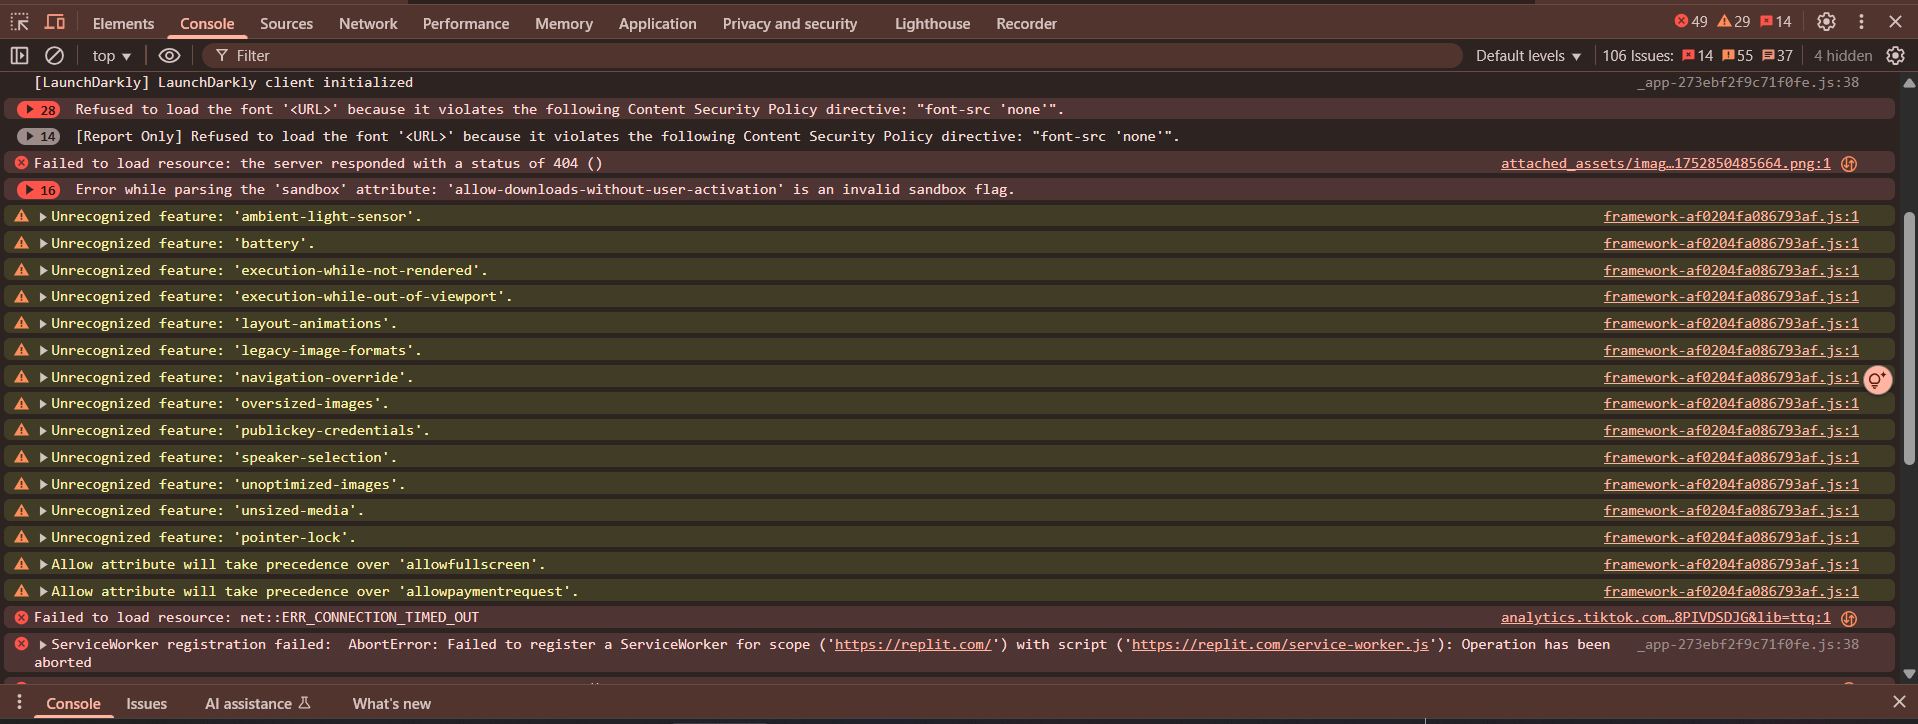 Elements Console Sources Network Performance Memory Application Privacy and security Lighthouse Recorder 49 29 14
top Filter Default levels 106 Issues: 14 55 37 4 hidden
[LaunchDarkly] LaunchDarkly client initialized _app-273ebf2f9c71f0fe.js:38
28 Refused to load the font '<URL>' because it violates the following Content Security Policy directive: "font-src 'none'".
14 [Report Only] Refused to load the font '<URL>' because it violates the following Content Security Policy directive: "font-src 'none'".
Failed to load resource: the server responded with a status of 404 () attached_assets/imag…1752850485664.png:1
16 Error while parsing the 'sandbox' attribute: 'allow-downloads-without-user-activation' is an invalid sandbox flag.
Unrecognized feature: 'ambient-light-sensor'. framework-af0204fa086793af.js:1
Unrecognized feature: 'battery'. framework-af0204fa086793af.js:1
Unrecognized feature: 'execution-while-not-rendered'. framework-af0204fa086793af.js:1
Unrecognized feature: 'execution-while-out-of-viewport'. framework-af0204fa086793af.js:1
Unrecognized feature: 'layout-animations'. framework-af0204fa086793af.js:1
Unrecognized feature: 'legacy-image-formats'. framework-af0204fa086793af.js:1
Unrecognized feature: 'navigation-override'. framework-af0204fa086793af.js:1
Unrecognized feature: 'oversized-images'. framework-af0204fa086793af.js:1
Unrecognized feature: 'publickey-credentials'. framework-af0204fa086793af.js:1
Unrecognized feature: 'speaker-selection'. framework-af0204fa086793af.js:1
Unrecognized feature: 'unoptimized-images'. framework-af0204fa086793af.js:1
Unrecognized feature: 'unsized-media'. framework-af0204fa086793af.js:1
Unrecognized feature: 'pointer-lock'. framework-af0204fa086793af.js:1
Allow attribute will take precedence over 'allowfullscreen'. framework-af0204fa086793af.js:1
Allow attribute will take precedence over 'allowpaymentrequest'. framework-af0204fa086793af.js:1
Failed to load resource: net::ERR_CONNECTION_TIMED_OUT analytics.tiktok.com…8PIVDSDJG&lib=ttq:1
ServiceWorker registration failed: AbortError: Failed to register a ServiceWorker for scope ('https://replit.com/') with script ('https://replit.com/service-worker.js'): Operation has been _app-273ebf2f9c71f0fe.js:38
aborted
Console Issues AI assistance What's new